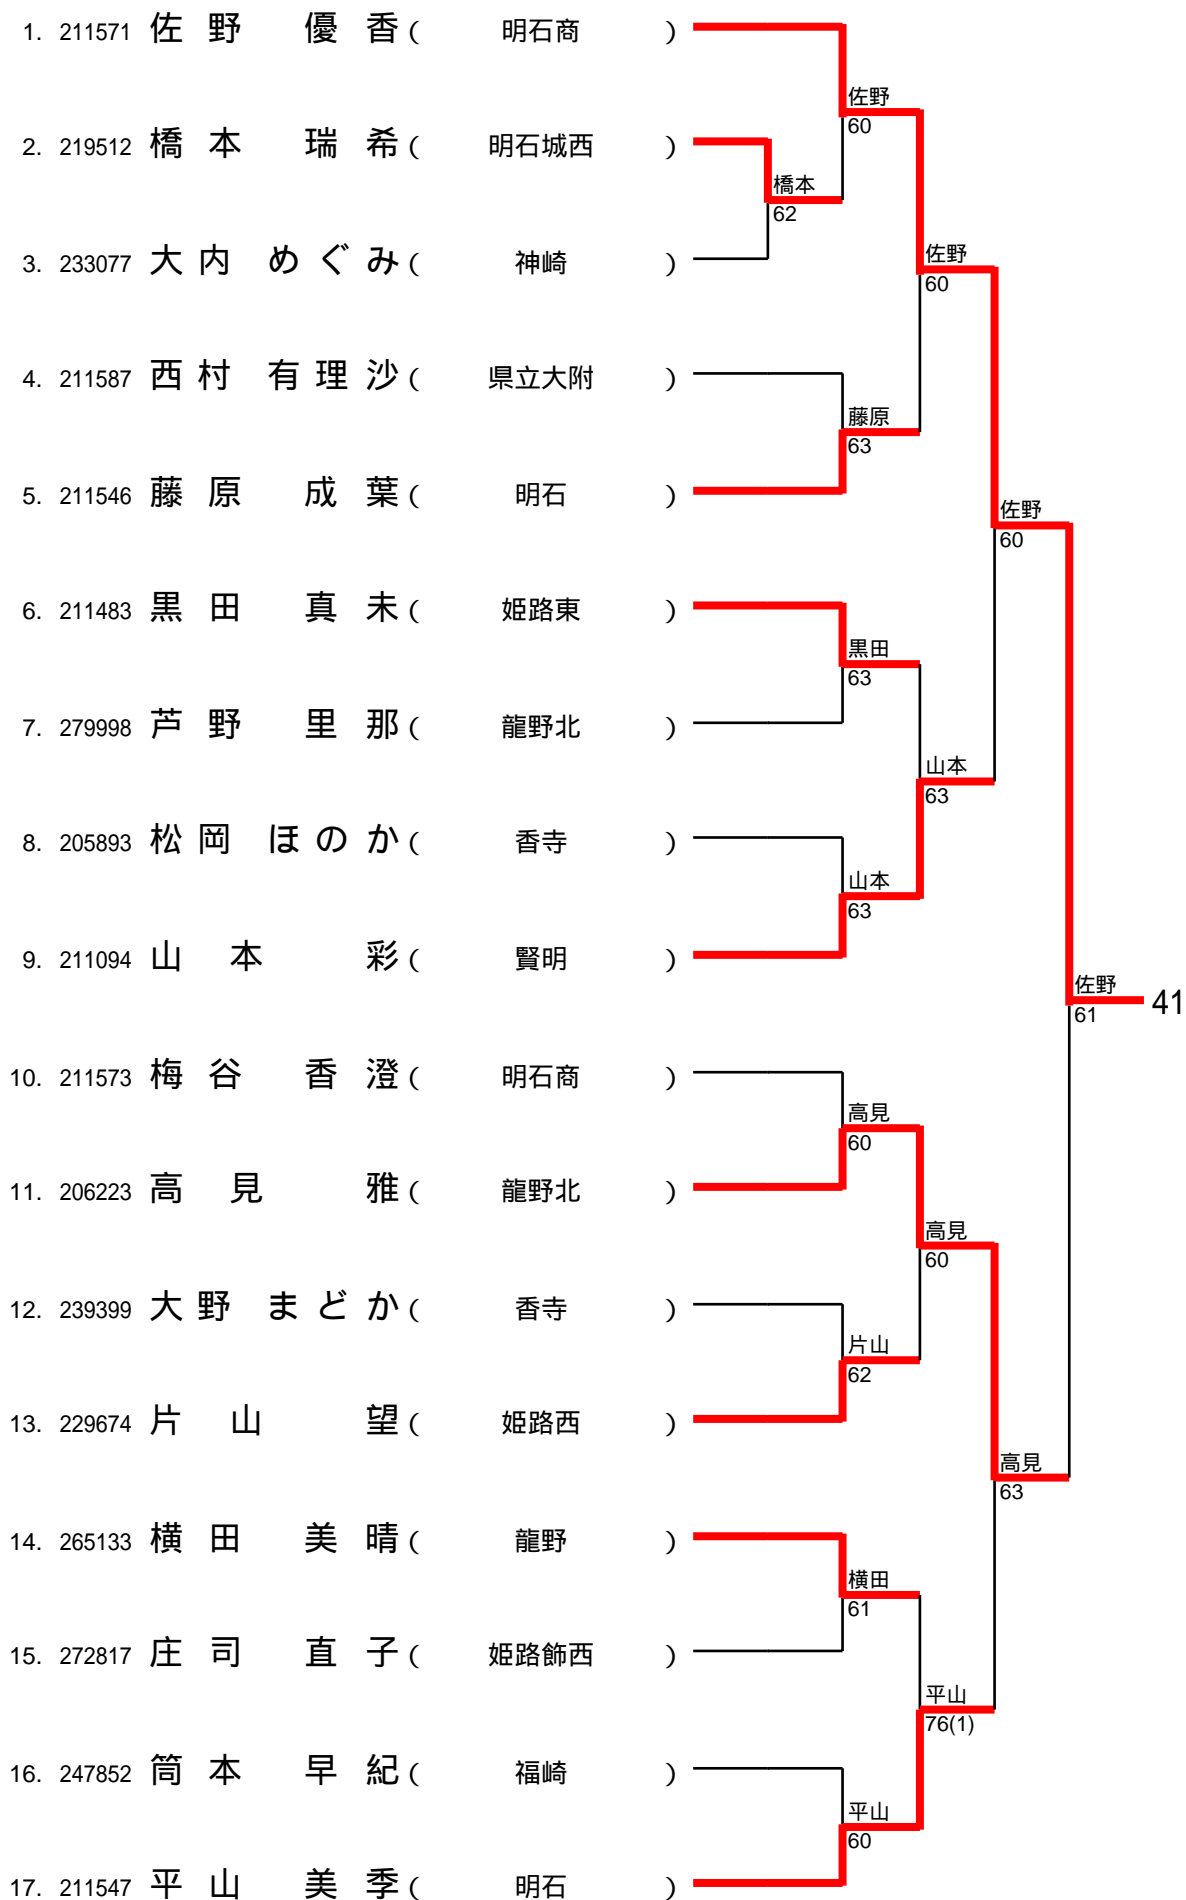 1. 211571 佐野 優香 ( 明石商 )
佐野
60
2. 219512 橋本 瑞希 ( 明石城西 )
橋本
62
3. 233077 大内 めぐみ ( 神崎 )
佐野
60
4. 211587 西村 有理沙 ( 県立大附 )
藤原
63
5. 211546 藤原 成葉 ( 明石 )
佐野
60
6. 211483 黒田 真未 ( 姫路東 )
黒田
63
7. 279998 芦野 里那 ( 龍野北 )
山本
63
8. 205893 松岡 ほのか ( 香寺 )
山本
63
9. 211094 山本 彩 ( 賢明 )
佐野
61
41
10. 211573 梅谷 香澄 ( 明石商 )
高見
60
11. 206223 高見 雅 ( 龍野北 )
高見
60
12. 239399 大野 まどか ( 香寺 )
片山
62
13. 229674 片山 望 ( 姫路西 )
高見
63
14. 265133 横田 美晴 ( 龍野 )
横田
61
15. 272817 庄司 直子 ( 姫路飾西 )
平山
76(1)
16. 247852 筒本 早紀 ( 福崎 )
平山
60
17. 211547 平山 美季 ( 明石 )